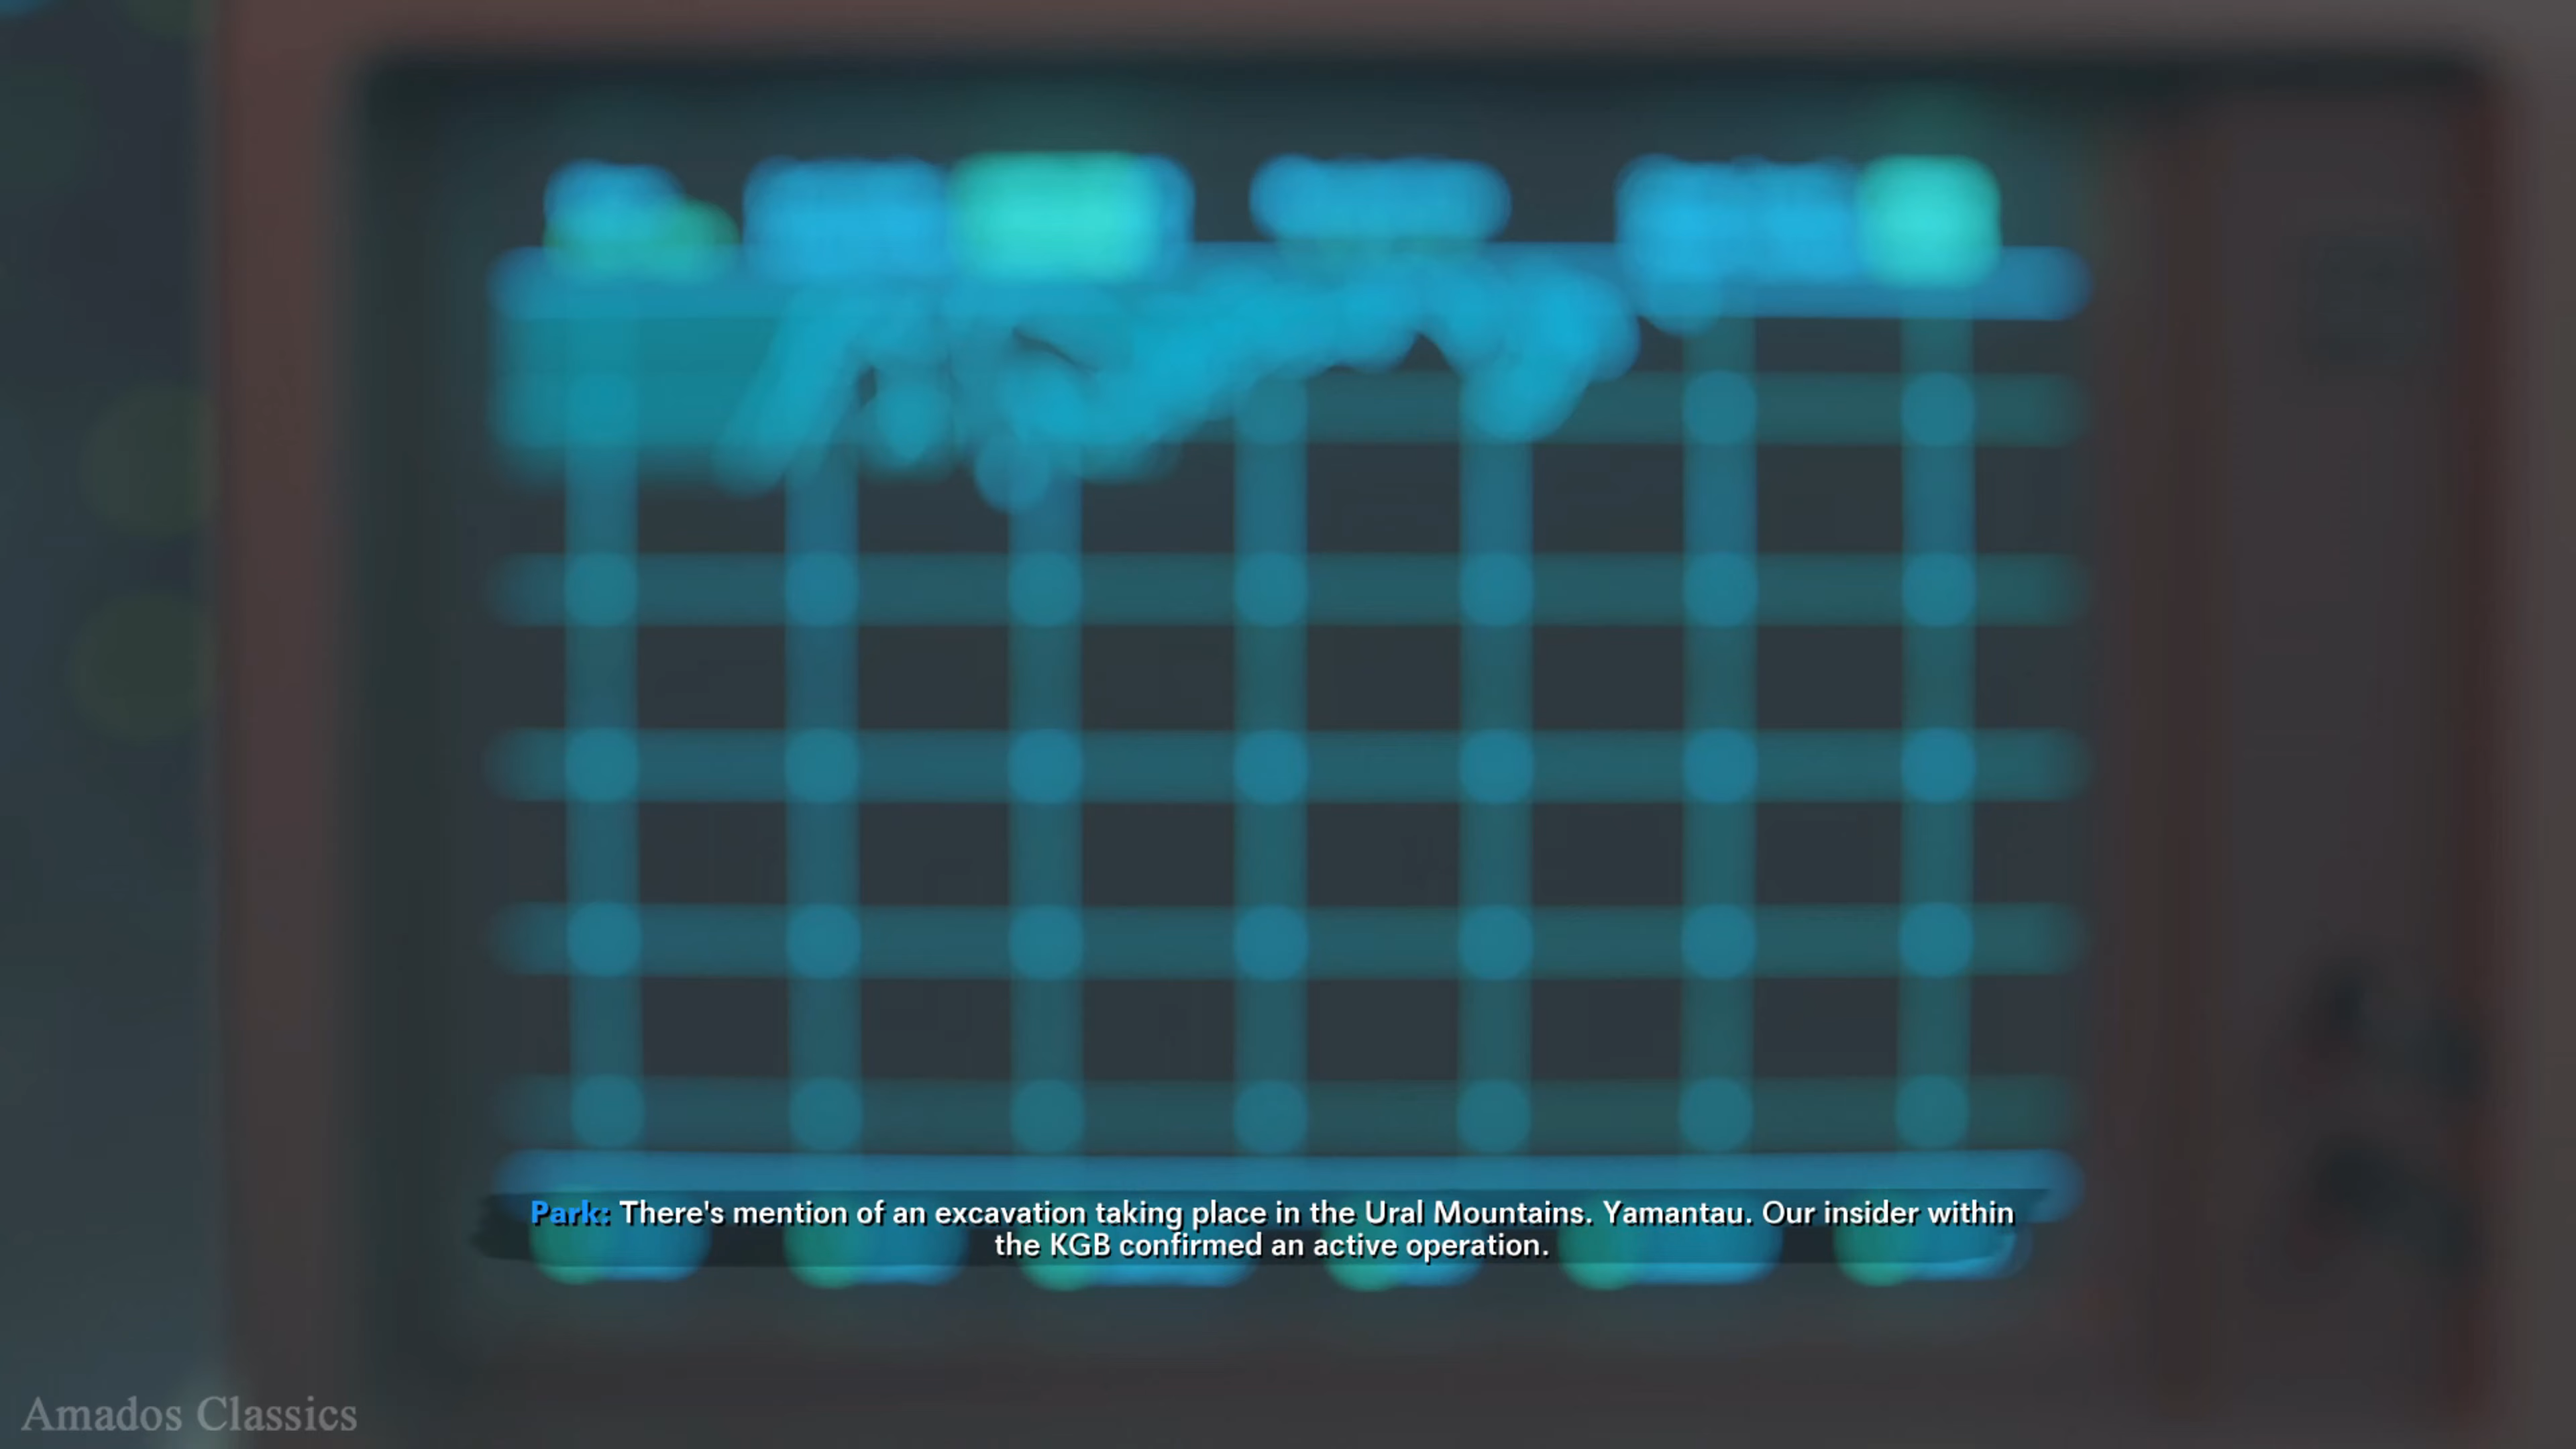 Park: There's mention of an excavation taking place in the Ural Mountains. Yamantau. Our insider within
the KGB confirmed an active operation.
Amados Classics